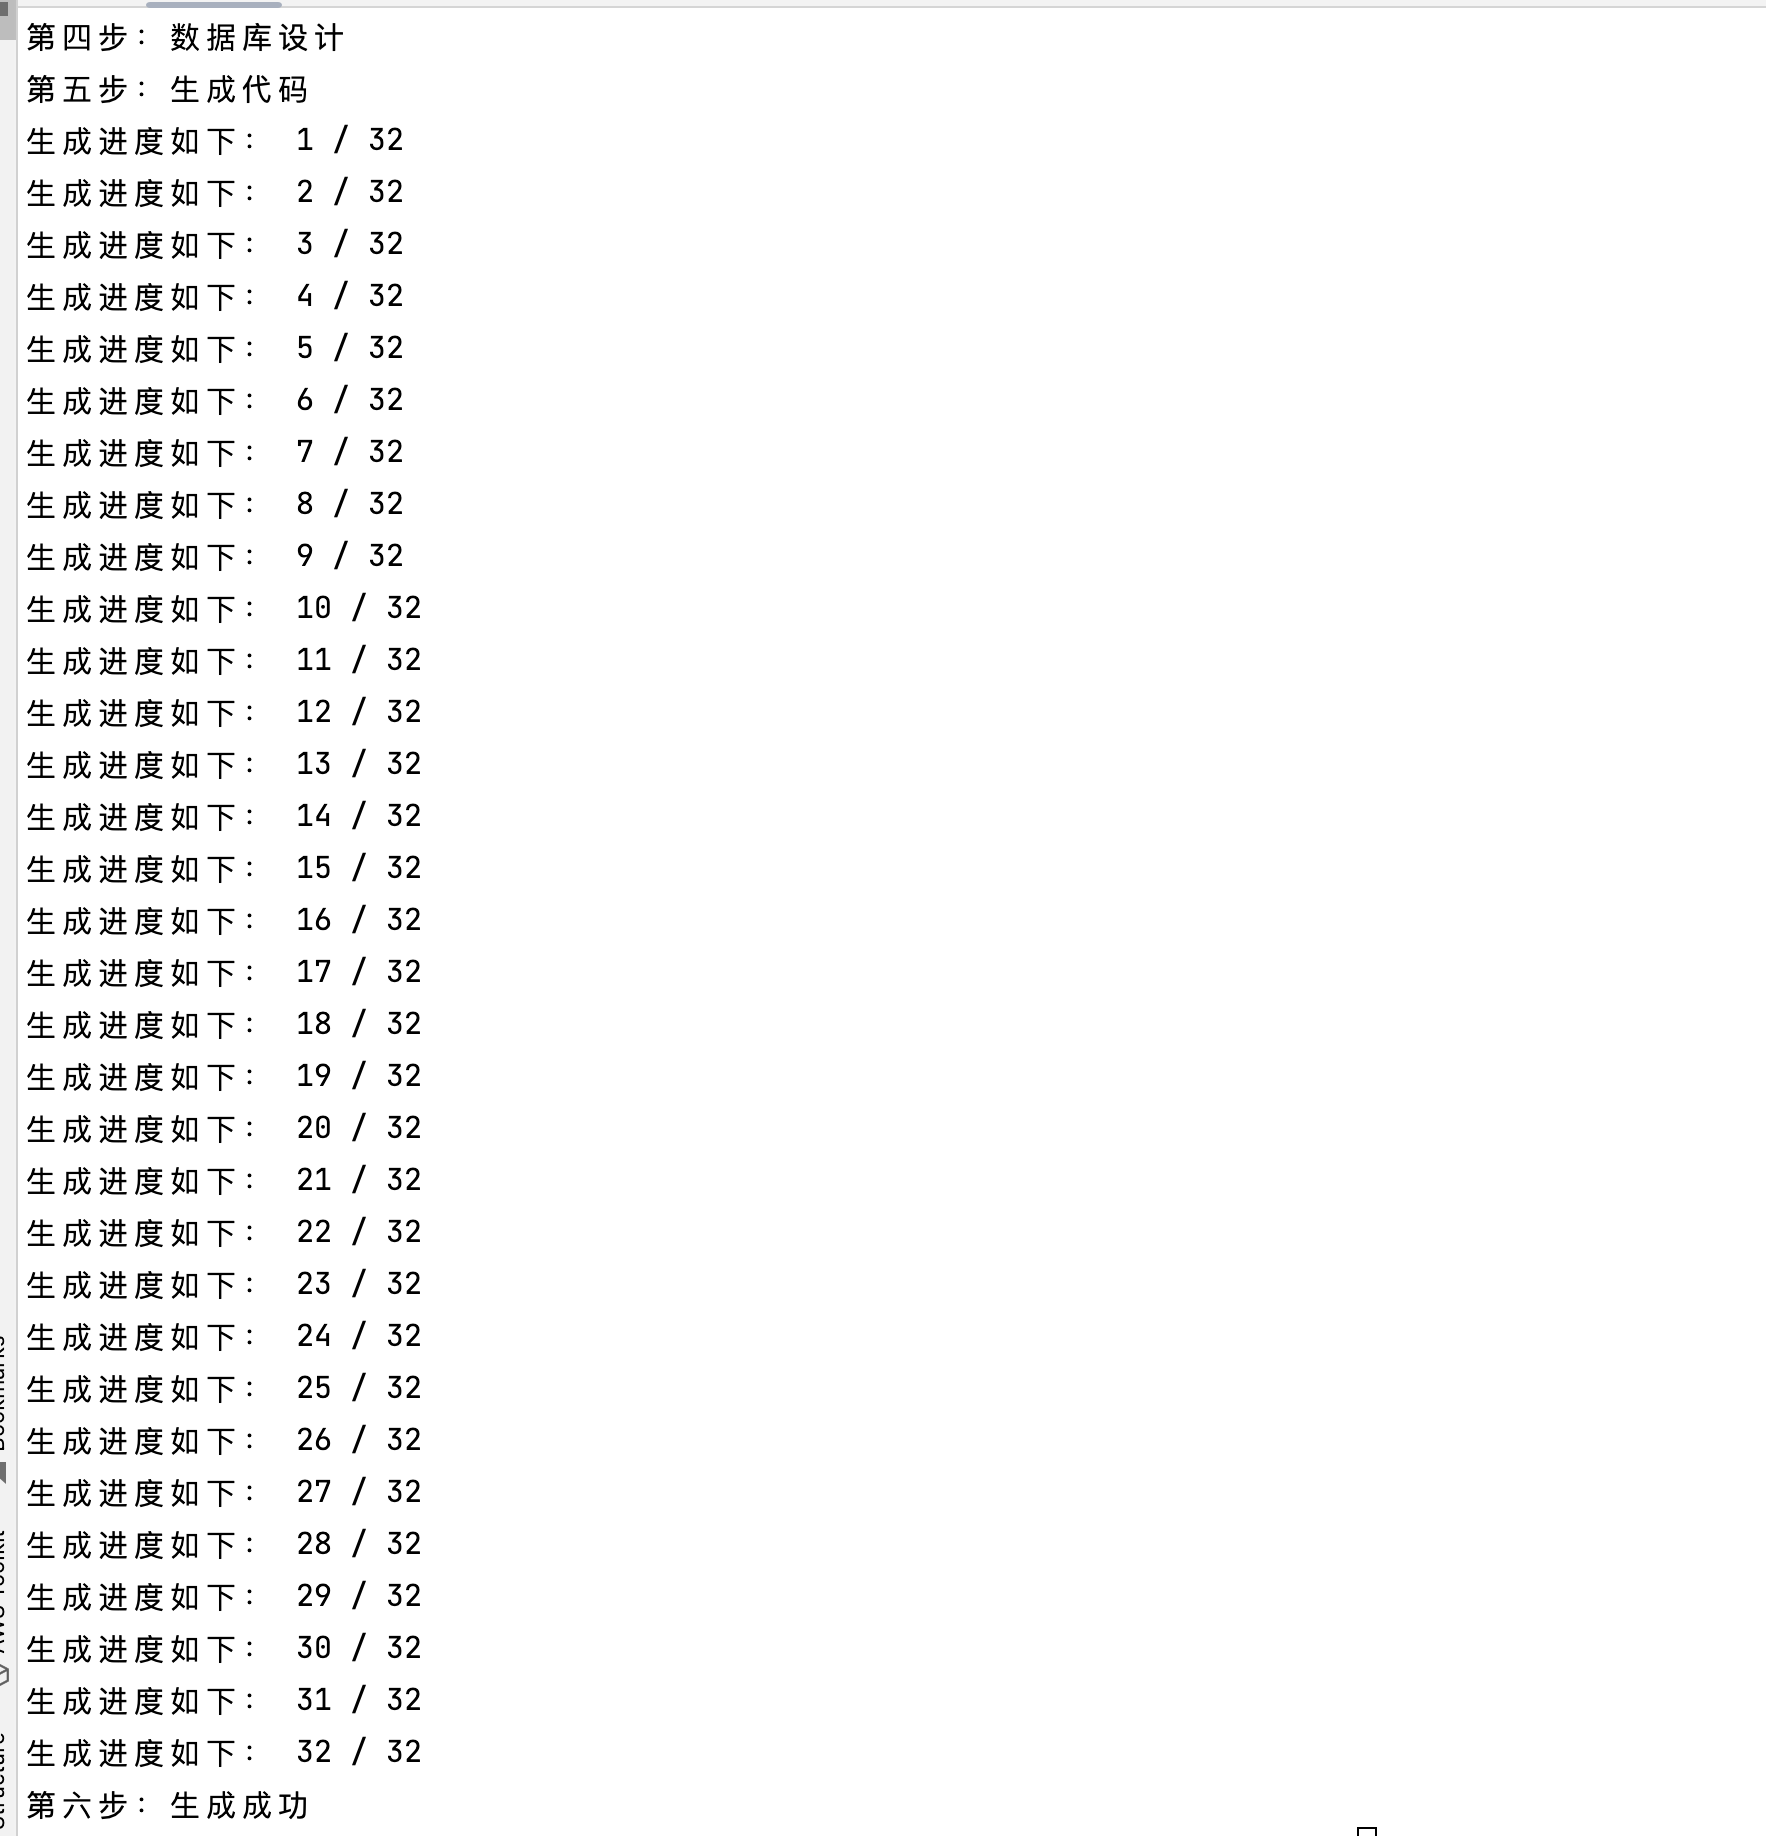 第四步：数据库设计
第五步：生成代码
生成进度如下： 1 / 32
生成进度如下： 2 / 32
生成进度如下： 3 / 32
生成进度如下： 4 / 32
生成进度如下： 5 / 32
生成进度如下： 6 / 32
生成进度如下： 7 / 32
生成进度如下： 8 / 32
生成进度如下： 9 / 32
生成进度如下： 10 / 32
生成进度如下： 11 / 32
生成进度如下： 12 / 32
生成进度如下： 13 / 32
生成进度如下： 14 / 32
生成进度如下： 15 / 32
生成进度如下： 16 / 32
生成进度如下： 17 / 32
生成进度如下： 18 / 32
生成进度如下： 19 / 32
生成进度如下： 20 / 32
生成进度如下： 21 / 32
生成进度如下： 22 / 32
生成进度如下： 23 / 32
生成进度如下： 24 / 32
生成进度如下： 25 / 32
生成进度如下： 26 / 32
生成进度如下： 27 / 32
生成进度如下： 28 / 32
生成进度如下： 29 / 32
生成进度如下： 30 / 32
生成进度如下： 31 / 32
生成进度如下： 32 / 32
第六步：生成成功
Bookmarks
AWS Toolkit
Structure